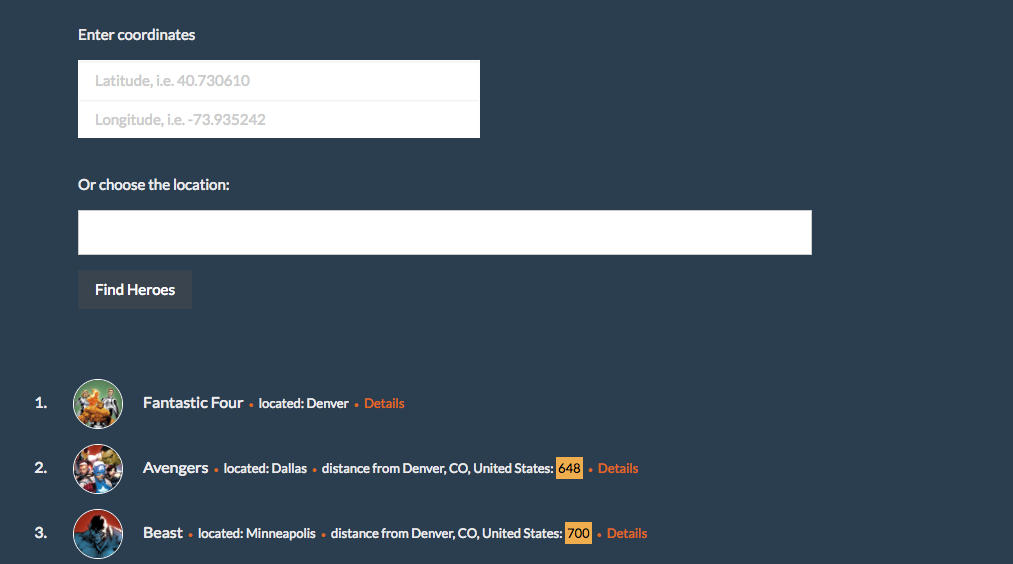 Enter coordinates
Latitude, i.e. 40.730610
Longitude, i.e. -73.935242
Or choose the location:
Find Heroes
1. Fantastic Four • located: Denver • Details
2. Avengers • located: Dallas • distance from Denver, CO, United States: 648 • Details
3. Beast • located: Minneapolis • distance from Denver, CO, United States: 700 • Details